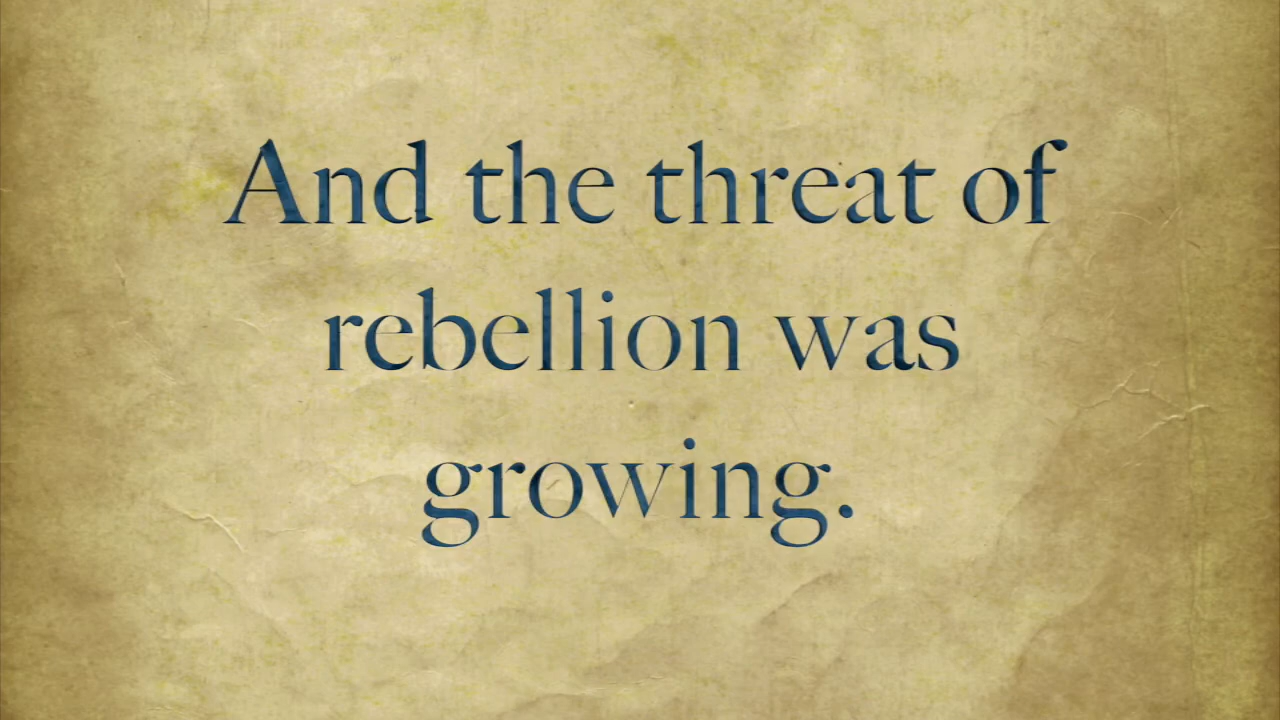 And the threat of
rebellion was
growing.